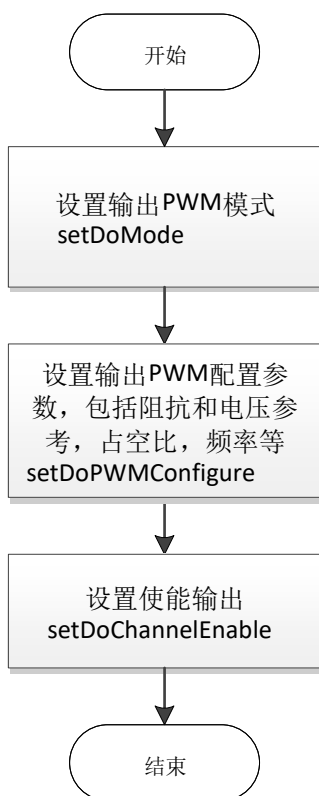 开始
设置输出PWM模式
setDoMode
设置输出PWM配置参
数，包括阻抗和电压参
考，占空比，频率等
setDoPWMConfigure
设置使能输出
setDoChannelEnable
结束